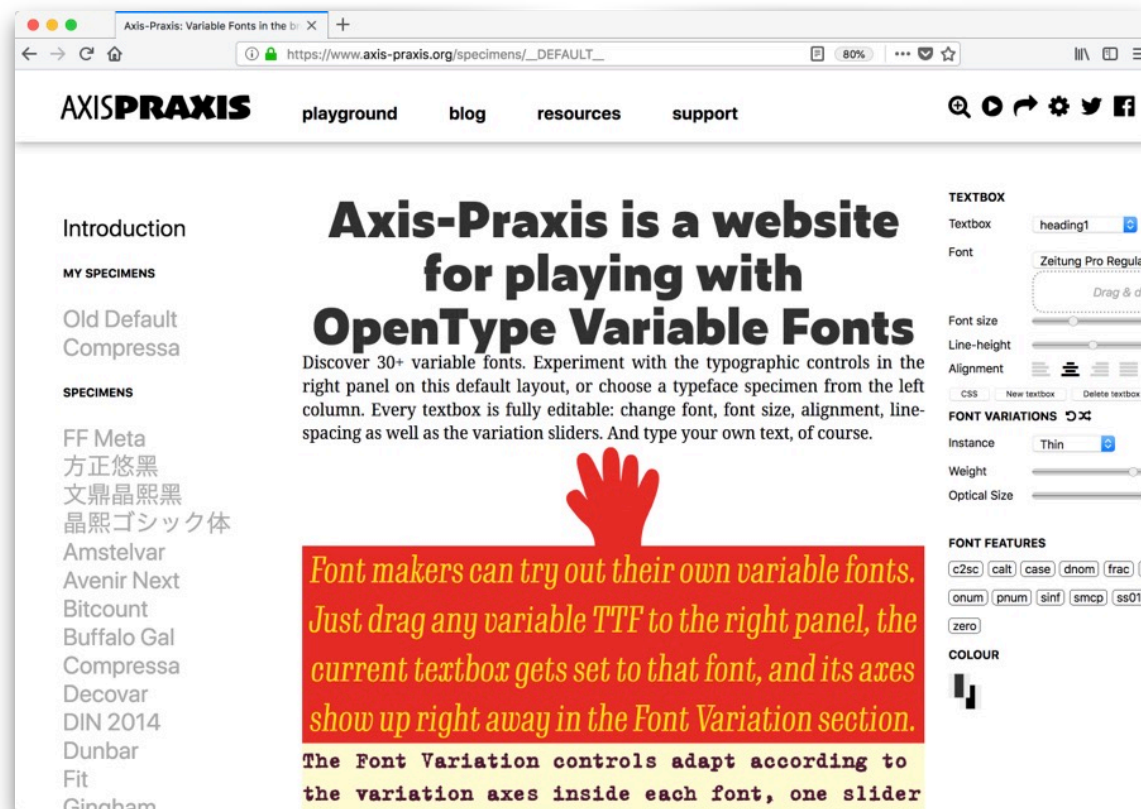 Axis-Praxis: Variable Fonts in the br
https://www.axis-praxis.org/specimens/__DEFAULT__
80%
AXISPRAXIS
playground blog resources support
Introduction
MY SPECIMENS
Old Default
Compressa
SPECIMENS
FF Meta
方正悠黑
文鼎晶熙黑
晶熙ゴシック体
Amstelvar
Avenir Next
Bitcount
Buffalo Gal
Compressa
Decovar
DIN 2014
Dunbar
Fit
Gingham
Axis-Praxis is a website
for playing with
OpenType Variable Fonts
Discover 30+ variable fonts. Experiment with the typographic controls in the
right panel on this default layout, or choose a typeface specimen from the left
column. Every textbox is fully editable: change font, font size, alignment, line-
spacing as well as the variation sliders. And type your own text, of course.
Font makers can try out their own variable fonts.
Just drag any variable TTF to the right panel, the
current textbox gets set to that font, and its axes
show up right away in the Font Variation section.
The Font Variation controls adapt according to
the variation axes inside each font, one slider
TEXTBOX
Textbox heading1
Font Zeitung Pro Regula
Drag & d
Font size
Line-height
Alignment
CSS New textbox Delete textbox
FONT VARIATIONS
Instance Thin
Weight
Optical Size
FONT FEATURES
c2sc calt case dnom frac
onum pnum sinf smcp ss01
zero
COLOUR